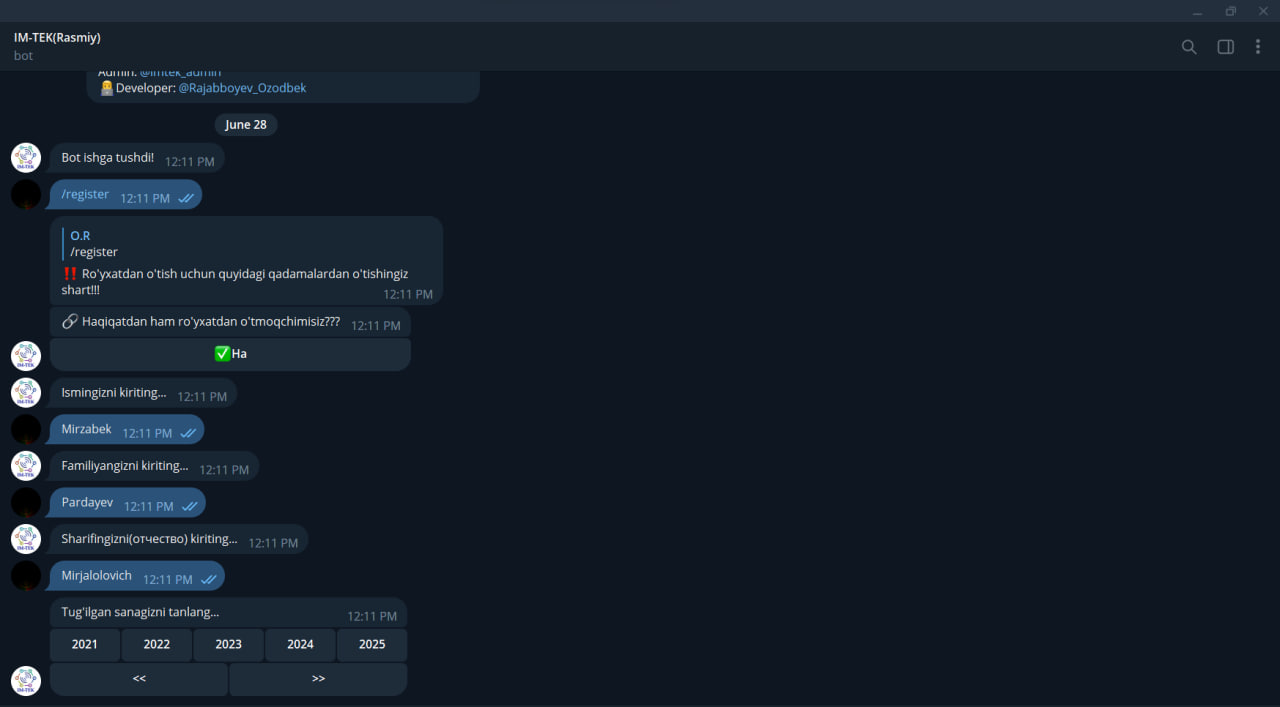 IM-TEK(Rasmiy)
bot
Admin: @imtek_admin
Developer: @Rajabboyev_Ozodbek
June 28
Bot ishga tushdi! 12:11 PM
/register 12:11 PM
O.R
/register
‼️ Ro'yxatdan o'tish uchun quyidagi qadamalardan o'tishingiz
shart!!! 12:11 PM
🔗 Haqiqatdan ham ro'yxatdan o'tmoqchimisiz??? 12:11 PM
✅Ha
Ismingizni kiriting... 12:11 PM
Mirzabek 12:11 PM
Familiyangizni kiriting... 12:11 PM
Pardayev 12:11 PM
Sharifingizni(отчество) kiriting... 12:11 PM
Mirjalolovich 12:11 PM
Tug'ilgan sanagizni tanlang... 12:11 PM
2021 2022 2023 2024 2025
<< >>
IM-TEK